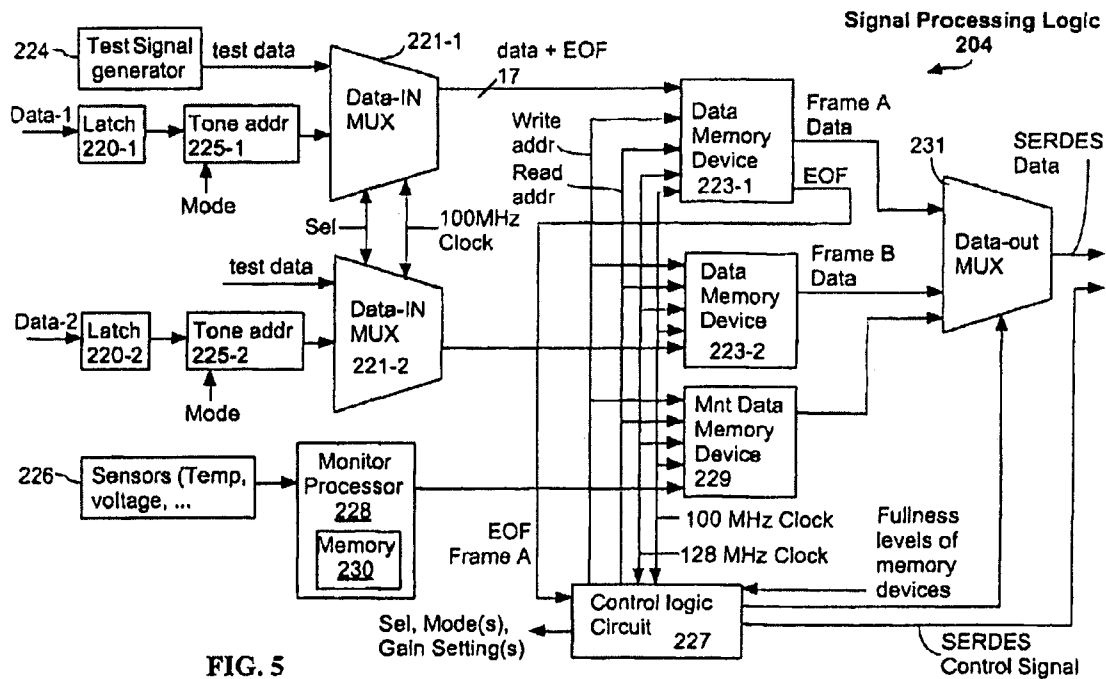 Signal Processing Logic
204
224
Test Signal
generator
test data
221-1
Data-IN
MUX
data + EOF
17
Data-1
Latch
220-1
Tone addr
225-1
Mode
Write
addr
Read
addr
Data
Memory
Device
223-1
Frame A
Data
EOF
231
SERDES
Data
Data-out
MUX
Sel
100MHz
Clock
test data
Data-2
Latch
220-2
Tone addr
225-2
Mode
Data-IN
MUX
221-2
Data
Memory
Device
223-2
Frame B
Data
Mnt Data
Memory
Device
229
226
Sensors (Temp,
voltage, ...
Monitor
Processor
228
Memory
230
EOF
Frame A
100 MHz Clock
128 MHz Clock
Fullness
levels of
memory
devices
Control logic
Circuit
227
Sel, Mode(s),
Gain Setting(s)
SERDES
Control Signal
FIG. 5